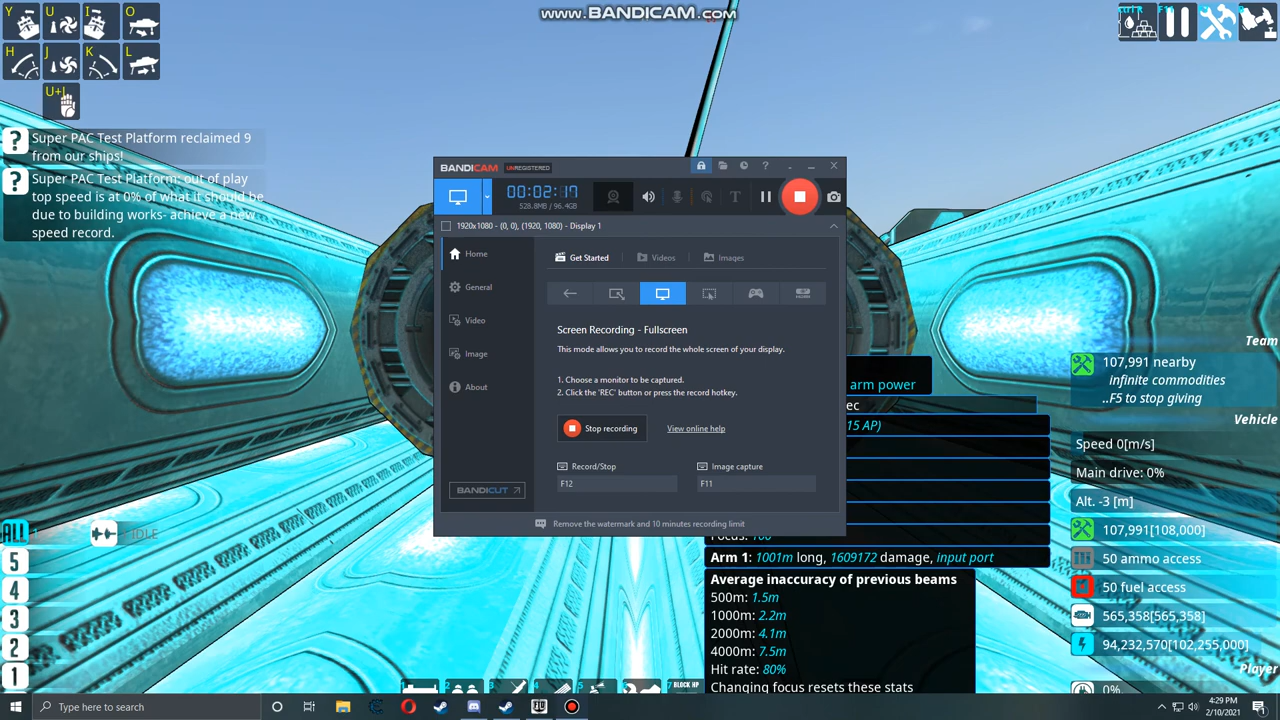 www.BANDICAM.com
Y U I O
H J K L
U+L
? Super PAC Test Platform reclaimed 9
from our ships!
? Super PAC Test Platform: out of play
top speed is at 0% of what it should be
due to building works- achieve a new
speed record.
BANDICAM UNREGISTERED
00:02:17
528.8MB / 96.4GB
1920x1080 - (0, 0), (1920, 1080) - Display 1
Home
General
Video
Image
About
BANDICUT
Get Started Videos Images
HDMI
Screen Recording - Fullscreen
This mode allows you to record the whole screen of your display.
1. Choose a monitor to be captured.
2. Click the 'REC' button or press the record hotkey.
Stop recording View online help
Record/Stop Image capture
F12 F11
Remove the watermark and 10 minutes recording limit
arm power
ec
15 AP)
Arm 1: 1001m long, 1609172 damage, input port
Average inaccuracy of previous beams
500m: 1.5m
1000m: 2.2m
2000m: 4.1m
4000m: 7.5m
Hit rate: 80%
Changing focus resets these stats
Team
107,991 nearby
infinite commodities
..F5 to stop giving
Vehicle
Speed 0[m/s]
Main drive: 0%
Alt. -3 [m]
107,991[108,000]
50 ammo access
50 fuel access
565,358[565,358]
94,232,570[102,255,000]
Player
0%
ALL IDLE
5
4
3
2
1
BLOCK HP
Type here to search
4:29 PM
2/10/2021